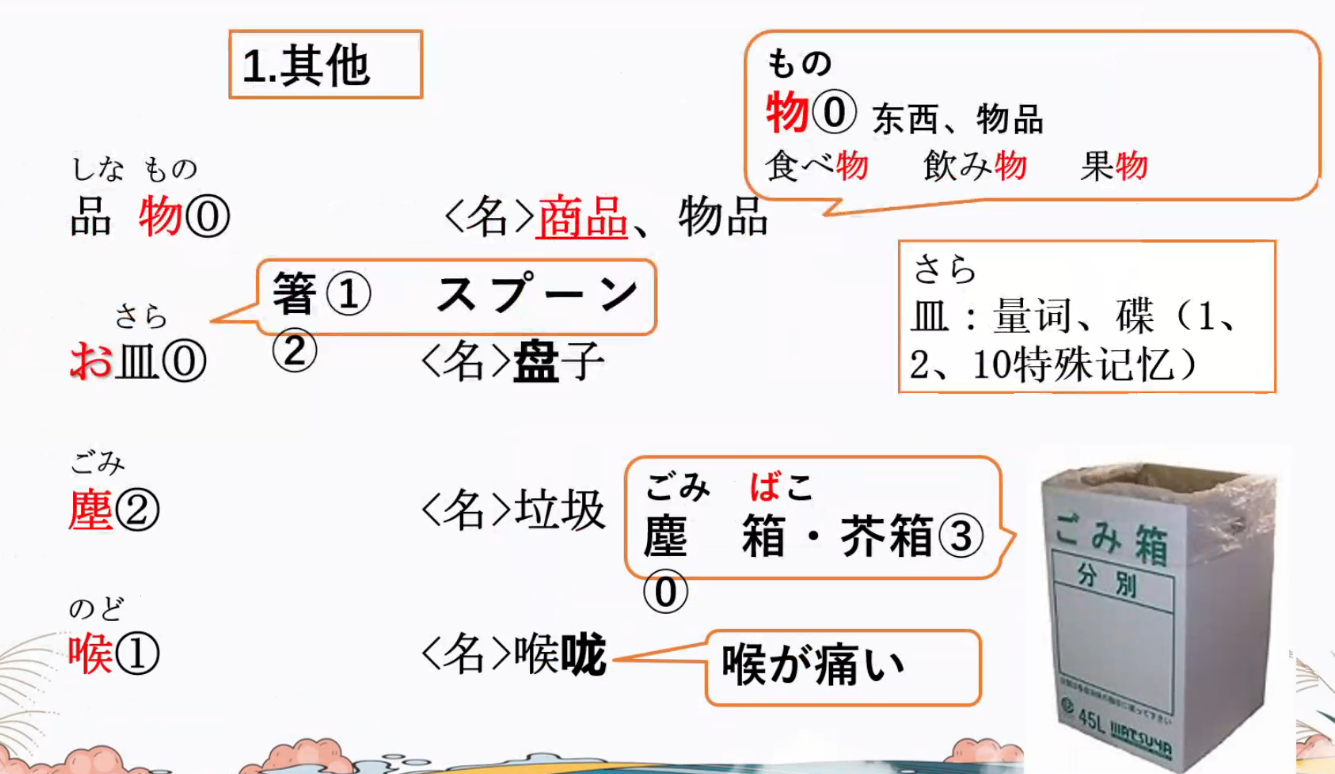 1.其他
もの
物⓪ 东西、物品
食べ物 飲み物 果物
しな もの
品 物⓪ <名>商品、物品
箸① スプーン
②
さら
お皿⓪ <名>盘子
さら
皿：量词、碟（1、
2、10特殊记忆）
ごみ
塵② <名>垃圾
ごみ ばこ
塵 箱・芥箱③
⓪
のど
喉① <名>喉咙
喉が痛い
ごみ箱
分別
45L MATSUYA